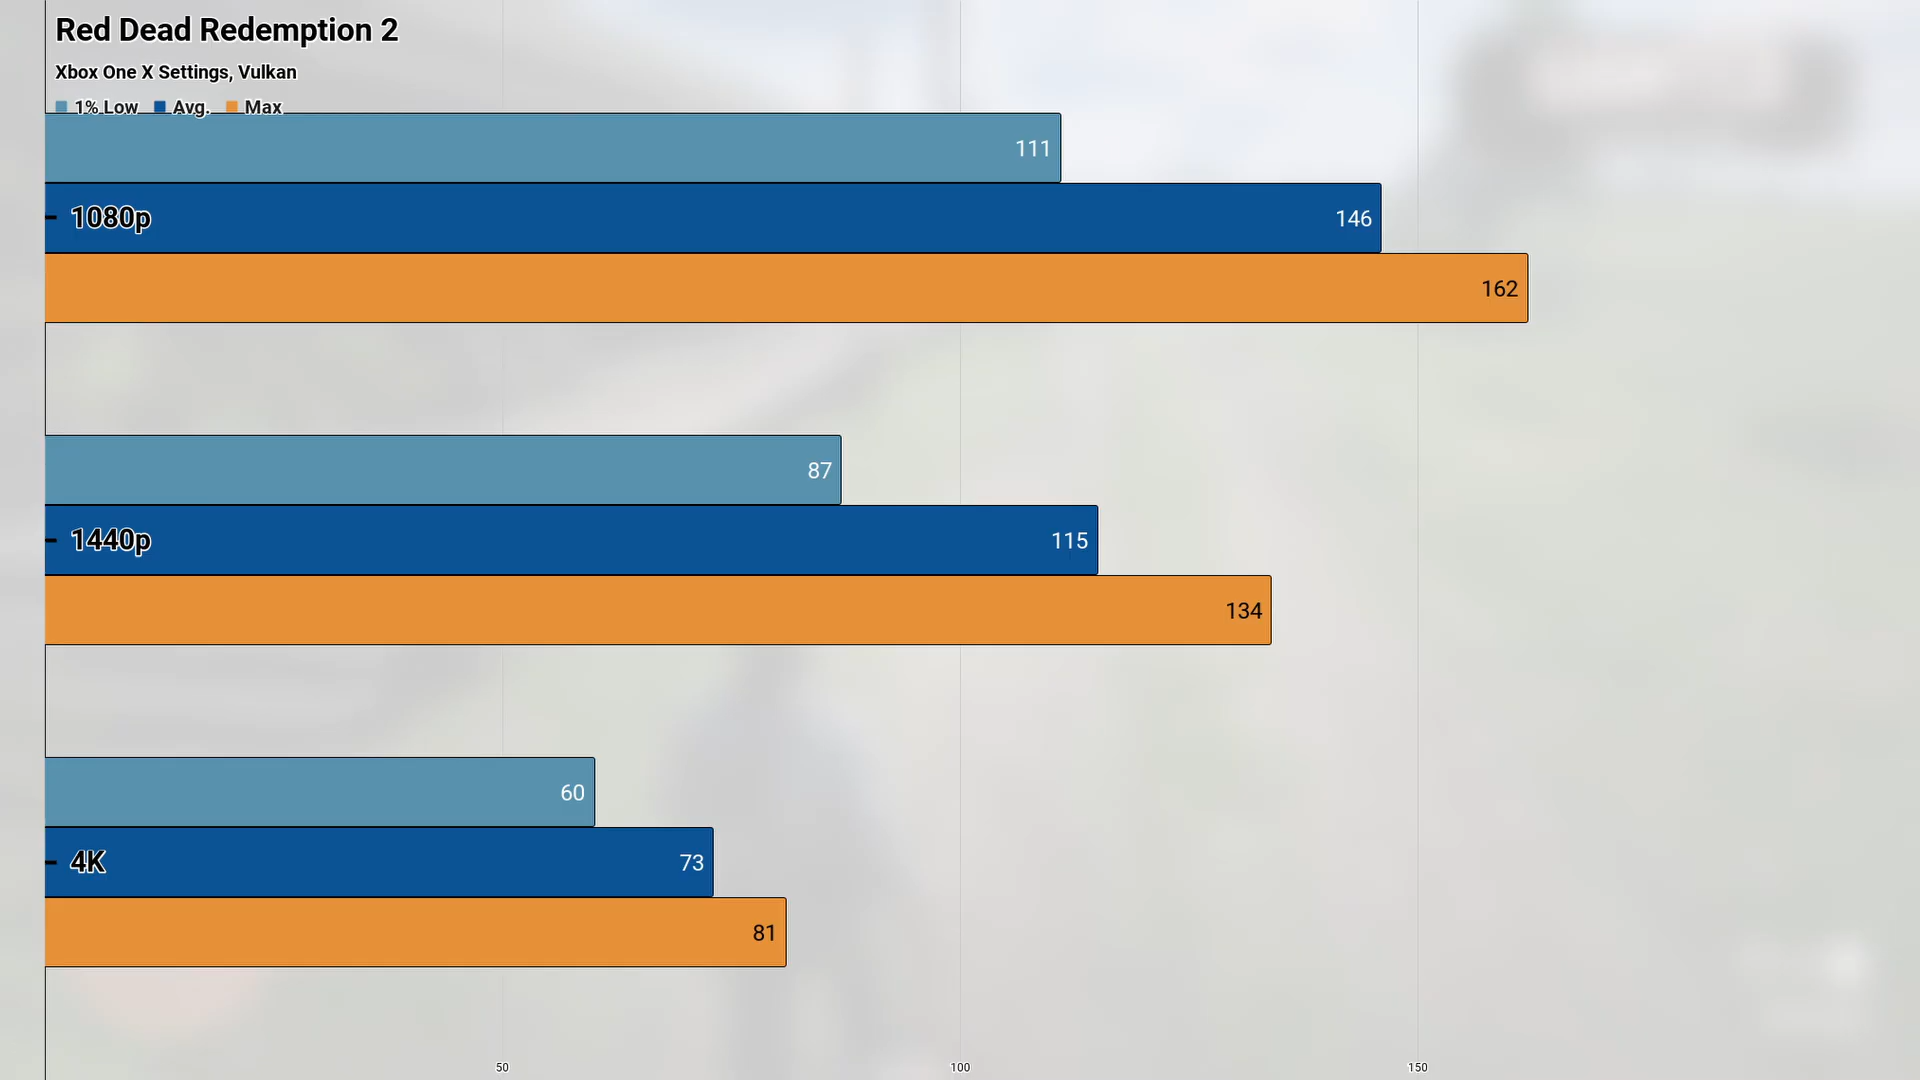 Red Dead Redemption 2
Xbox One X Settings, Vulkan
1% Low Avg. Max
111
1080p 146
162
87
1440p 115
134
60
4K 73
81
50 100 150